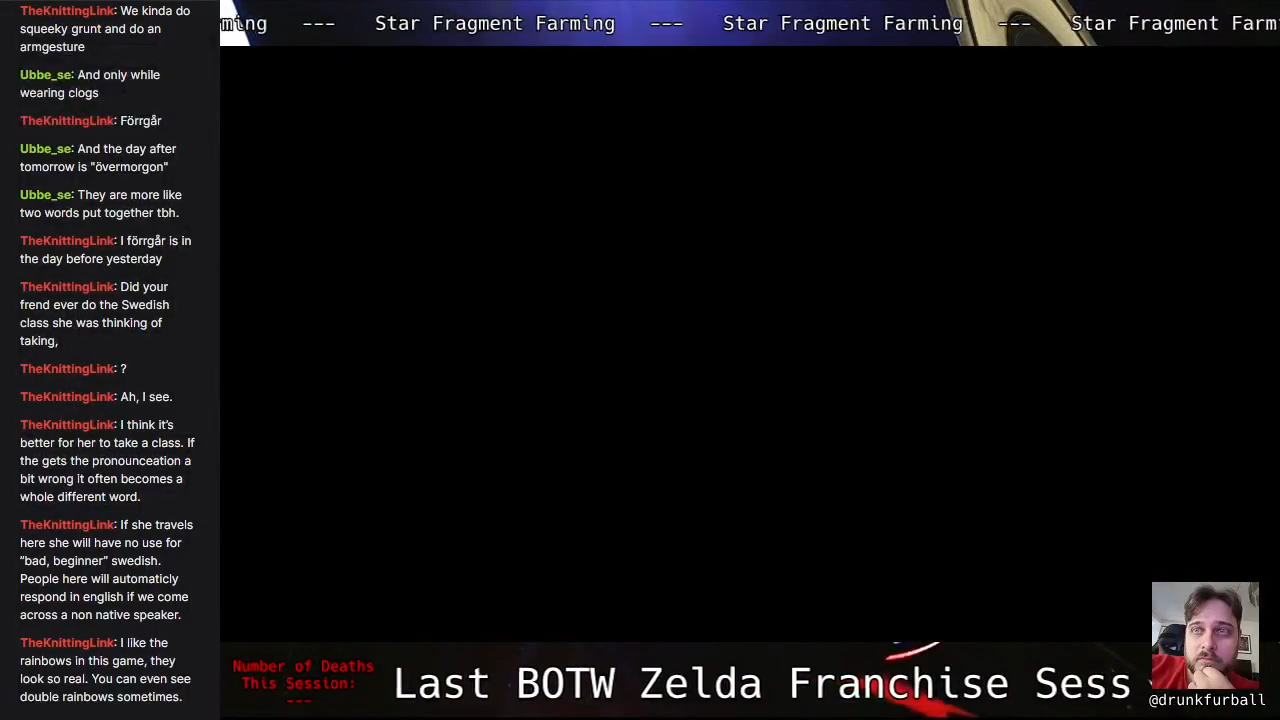 TheKnittingLink: We kinda do
squeeky grunt and do an
armgesture
Ubbe_se: And only while
wearing clogs
TheKnittingLink: Förrgår
Ubbe_se: And the day after
tomorrow is "övermorgon"
Ubbe_se: They are more like
two words put together tbh.
TheKnittingLink: I förrgår is in
the day before yesterday
TheKnittingLink: Did your
frend ever do the Swedish
class she was thinking of
taking,
TheKnittingLink: ?
TheKnittingLink: Ah, I see.
TheKnittingLink: I think it's
better for her to take a class. If
the gets the pronounceation a
bit wrong it often becomes a
whole different word.
TheKnittingLink: If she travels
here she will have no use for
"bad, beginner" swedish.
People here will automaticly
respond in english if we come
across a non native speaker.
TheKnittingLink: I like the
rainbows in this game, they
look so real. You can even see
double rainbows sometimes.
ming --- Star Fragment Farming --- Star Fragment Farming --- Star Fragment Farm
Number of Deaths
This Session:
---
Last BOTW Zelda Franchise Sess
@drunkfurball